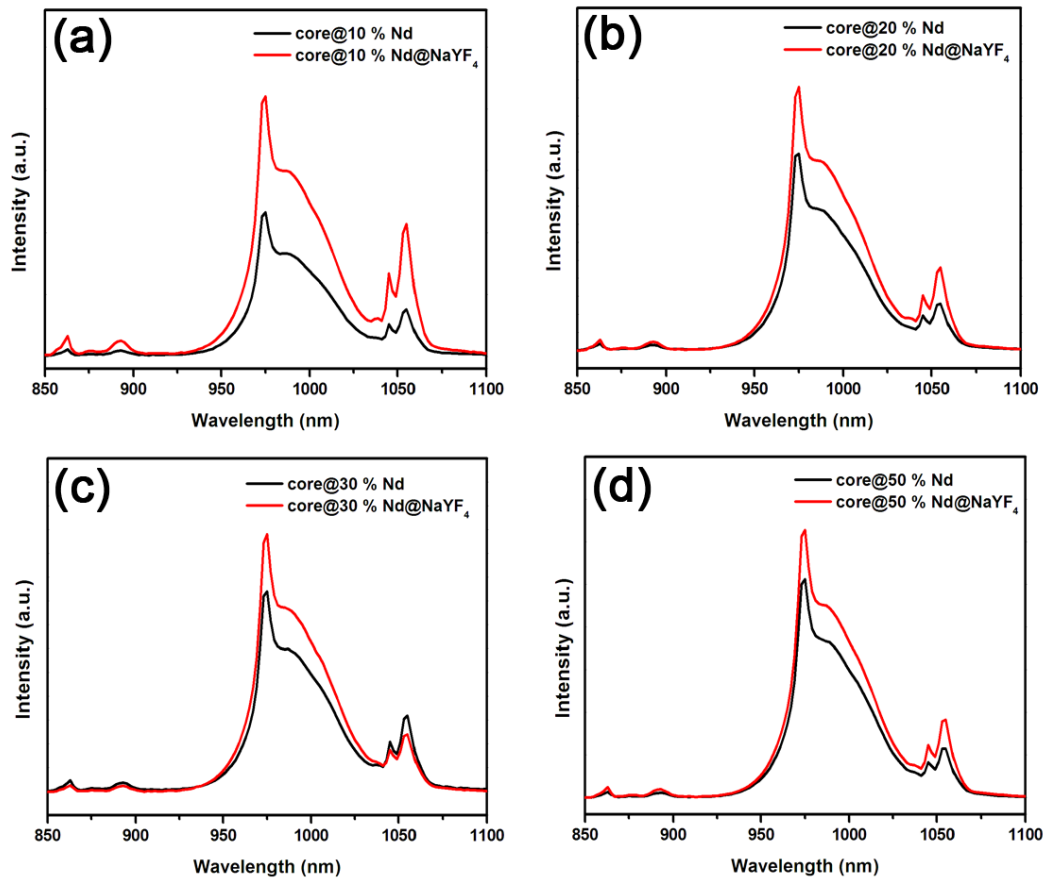 (a)
core@10 % Nd
core@10 % Nd@NaYF4
Intensity (a.u.)
850 900 950 1000 1050 1100
Wavelength (nm)
(b)
core@20 % Nd
core@20 % Nd@NaYF4
Intensity (a.u.)
850 900 950 1000 1050 1100
Wavelength (nm)
(c)
core@30 % Nd
core@30 % Nd@NaYF4
Intensity (a.u.)
850 900 950 1000 1050 1100
Wavelength (nm)
(d)
core@50 % Nd
core@50 % Nd@NaYF4
Intensity (a.u.)
850 900 950 1000 1050 1100
Wavelength (nm)